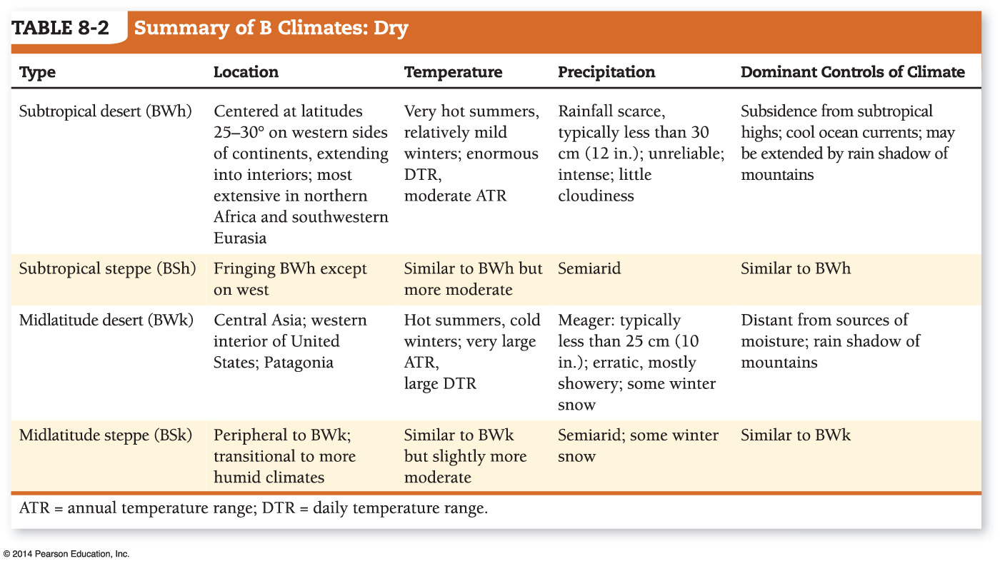 TABLE 8-2 Summary of B Climates: Dry
Type Location Temperature Precipitation Dominant Controls of Climate
Subtropical desert (BWh)
Centered at latitudes
25–30° on western sides
of continents, extending
into interiors; most
extensive in northern
Africa and southwestern
Eurasia
Very hot summers,
relatively mild
winters; enormous
DTR,
moderate ATR
Rainfall scarce,
typically less than 30
cm (12 in.); unreliable;
intense; little
cloudiness
Subsidence from subtropical
highs; cool ocean currents; may
be extended by rain shadow of
mountains
Subtropical steppe (BSh)
Fringing BWh except
on west
Similar to BWh but
more moderate
Semiarid
Similar to BWh
Midlatitude desert (BWk)
Central Asia; western
interior of United
States; Patagonia
Hot summers, cold
winters; very large
ATR,
large DTR
Meager: typically
less than 25 cm (10
in.); erratic, mostly
showery; some winter
snow
Distant from sources of
moisture; rain shadow of
mountains
Midlatitude steppe (BSk)
Peripheral to BWk;
transitional to more
humid climates
Similar to BWk
but slightly more
moderate
Semiarid; some winter
snow
Similar to BWk
ATR = annual temperature range; DTR = daily temperature range.
© 2014 Pearson Education, Inc.